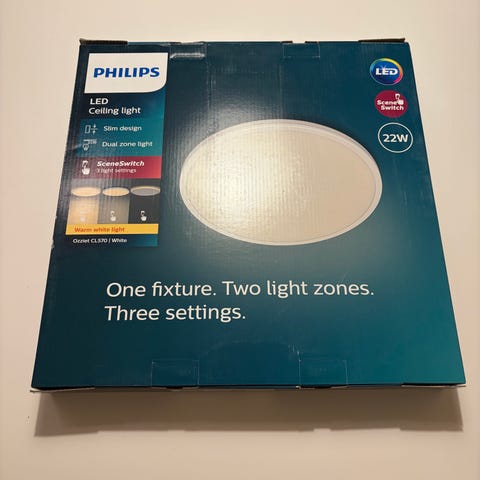 PHILIPS
LED
Ceiling light
Slim design
Dual zone light
SceneSwitch
3 light settings
Warm white light
Ozziet CL570 | White
LED
Scene
Switch
22W
One fixture. Two light zones.
Three settings.